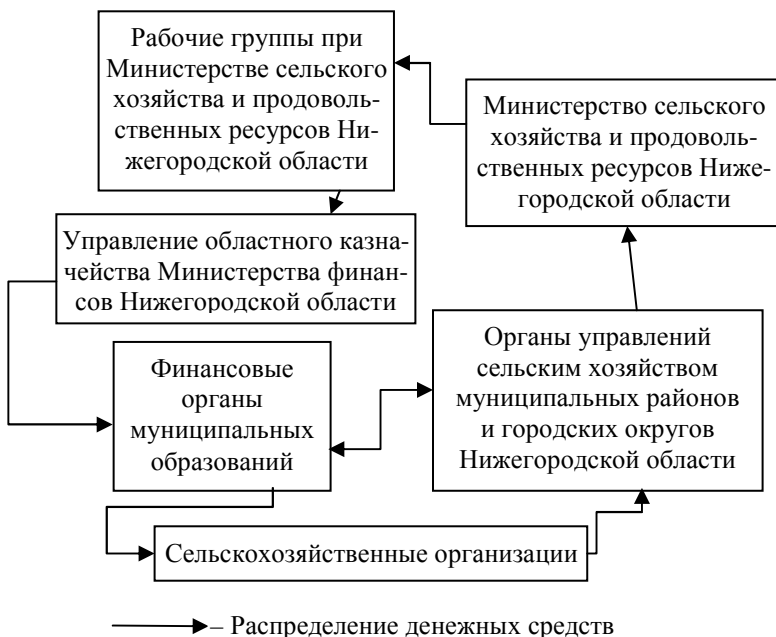 Рабочие группы при
Министерстве сельского
хозяйства и продоволь-
ственных ресурсов Ни-
жегородской области
Министерство сельского
хозяйства и продоволь-
ственных ресурсов Ниже-
городской области
Управление областного казна-
чейства Министерства финан-
сов Нижегородской области
Финансовые
органы
муниципальных
образований
Органы управлений
сельским хозяйством
муниципальных районов
и городских округов
Нижегородской области
Сельскохозяйственные организации
– Распределение денежных средств